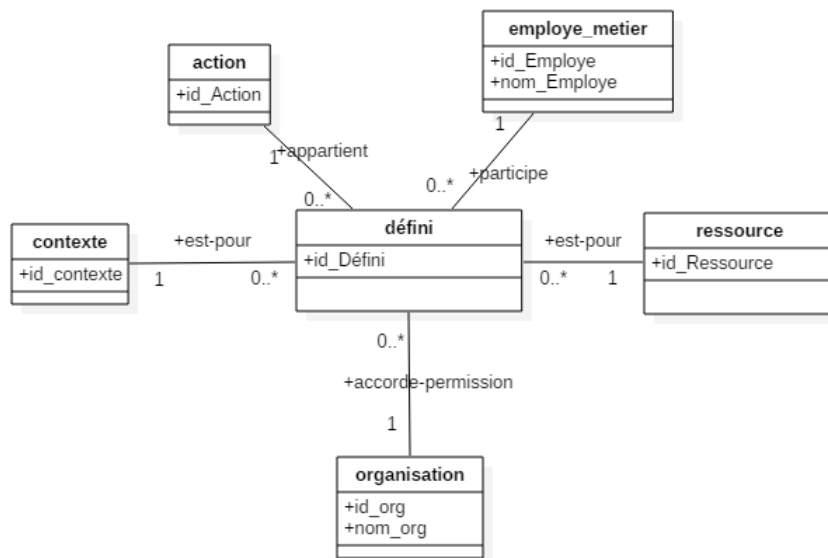 employe_metier
+id_Employe
+nom_Employe
1
action
+id_Action
1
+appartient
0..*
0..*
+participe
contexte
+id_contexte
1
+est-pour
0..*
défini
+id_Défini
+est-pour
0..*
1
ressource
+id_Ressource
0..*
+accorde-permission
1
organisation
+id_org
+nom_org